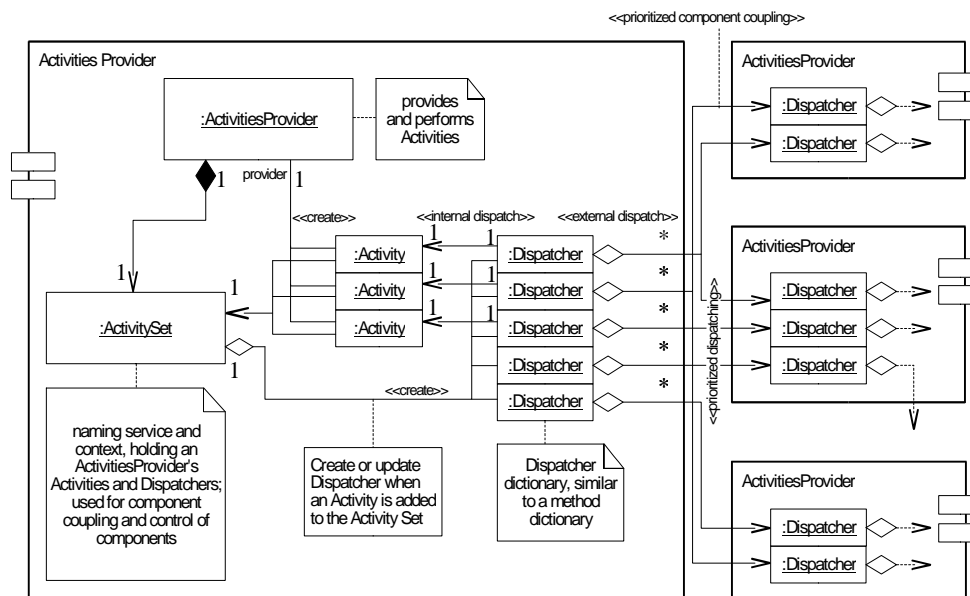 <<prioritized component coupling>>
Activities Provider
:ActivitiesProvider
provides
and performs
Activities
1
provider
1
<<create>>
<<internal dispatch>>
<<external dispatch>>
1
:ActivitySet
1
1
:Activity
:Activity
:Activity
1
1
1
1
1
1
:Dispatcher
:Dispatcher
:Dispatcher
:Dispatcher
:Dispatcher
*
*
*
*
<<prioritized dispatching>>
<<create>>
naming service and
context, holding an
ActivitiesProvider's
Activities and Dispatchers;
used for component
coupling and control of
components
Create or update
Dispatcher when
an Activity is added
to the Activity Set
Dispatcher
dictionary, similar
to a method
dictionary
ActivitiesProvider
:Dispatcher
:Dispatcher
ActivitiesProvider
:Dispatcher
:Dispatcher
:Dispatcher
ActivitiesProvider
:Dispatcher
:Dispatcher